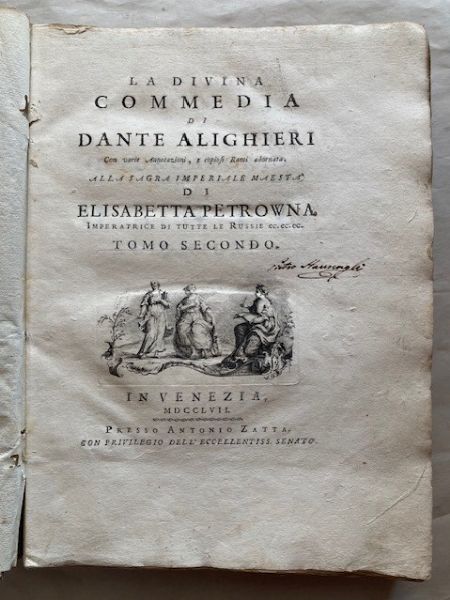 LA DIVINA
COMMEDIA
DI
DANTE ALIGHIERI
Con varie Annotazioni, e copiosi Rami adornata.
ALLA SAGRA IMPERIALE MAESTA'
DI
ELISABETTA PETROWNA.
IMPERATRICE DI TUTTE LE RUSSIE ec. ec. ec.
TOMO SECONDO.
IN VENEZIA,
MDCCLVII.
PRESSO ANTONIO ZATTA.
CON PRIVILEGIO DELL'ECCELLENTISS. SENATO.